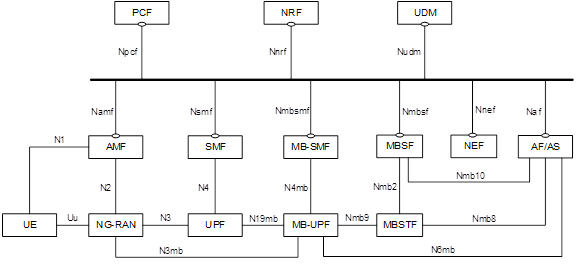 PCF NRF UDM
Npcf Nnrf Nudm
Namf Nsmf Nmbsmf Nmbsf Nnef Naf
N1 AMF SMF MB-SMF MBSF NEF AF/AS
Nmb10
N2 N4 N4mb Nmb2
Uu N3 N19mb Nmb9 Nmb8
UE NG-RAN UPF MB-UPF MBSTF
N3mb N6mb